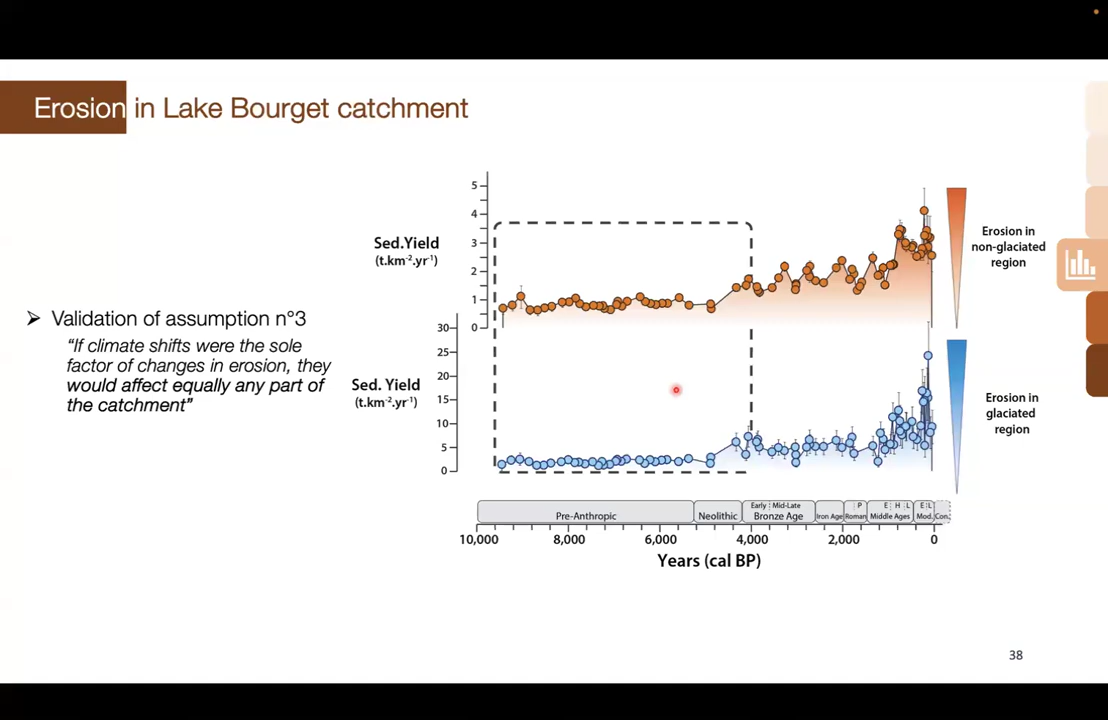 Erosion in Lake Bourget catchment
➢ Validation of assumption n°3
“If climate shifts were the sole
factor of changes in erosion, they
would affect equally any part of
the catchment”
Sed.Yield
(t.km⁻².yr⁻¹)
5
4
3
2
1
0
Erosion in
non-glaciated
region
Sed. Yield
(t.km⁻².yr⁻¹)
30
25
20
15
10
5
0
Erosion in
glaciated
region
Early Mid-Late P E H L E L
Pre-Anthropic Neolithic Bronze Age Iron Age Roman Middle Ages Mod. Con.
10,000 8,000 6,000 4,000 2,000 0
Years (cal BP)
38